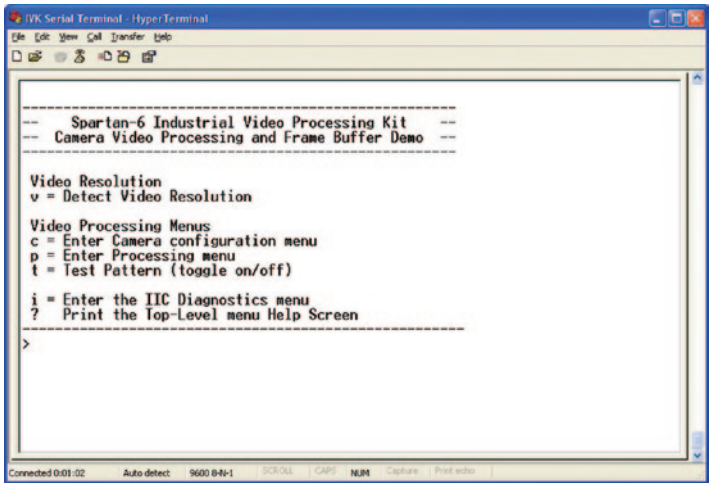 IVK Serial Terminal - HyperTerminal
File Edit View Call Transfer Help
-- Spartan-6 Industrial Video Processing Kit --
-- Camera Video Processing and Frame Buffer Demo --
Video Resolution
v = Detect Video Resolution
Video Processing Menus
c = Enter Camera configuration menu
p = Enter Processing menu
t = Test Pattern (toggle on/off)
i = Enter the IIC Diagnostics menu
? Print the Top-Level menu Help Screen
>
Connected 0:01:02 Auto detect 9600 8-N-1 SCROLL CAPS NUM Capture Print echo